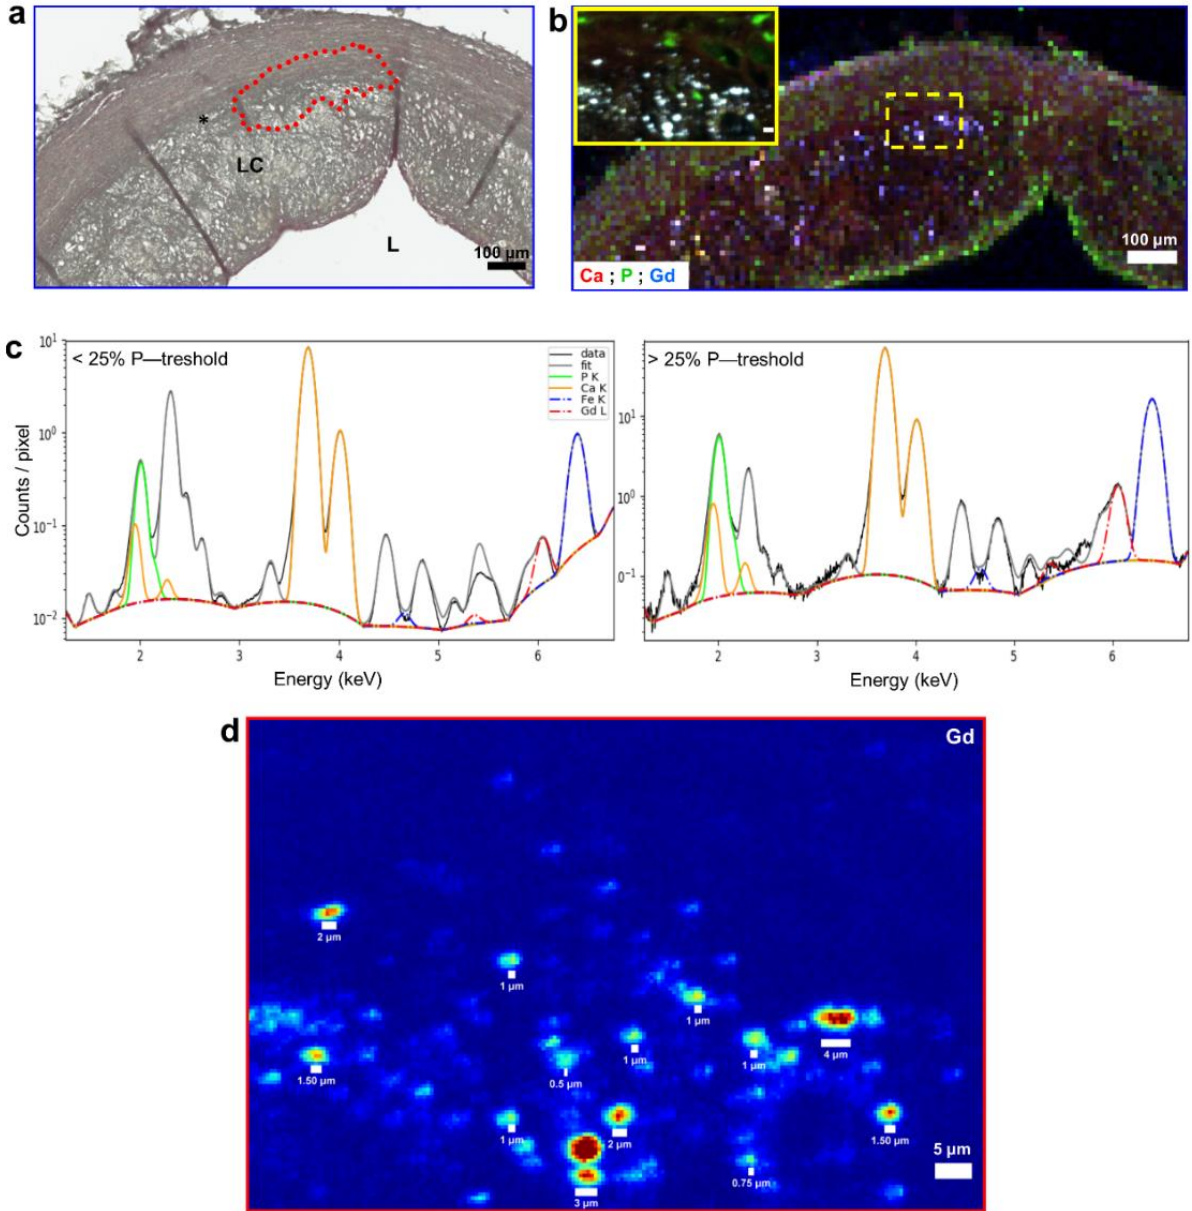 a
*
LC
L
100 µm
b
100 µm
Ca ; P ; Gd
c
< 25% P—treshold
data
fit
P K
Ca K
Fe K
Gd L
10¹
10⁰
10⁻¹
10⁻²
Counts / pixel
2 3 4 5 6
Energy (keV)
> 25% P—treshold
10¹
10⁰
10⁻¹
2 3 4 5 6
Energy (keV)
d
Gd
2 µm
1 µm
1 µm
4 µm
1 µm
1 µm
1.50 µm
0.5 µm
1 µm
2 µm
1.50 µm
5 µm
0.75 µm
3 µm